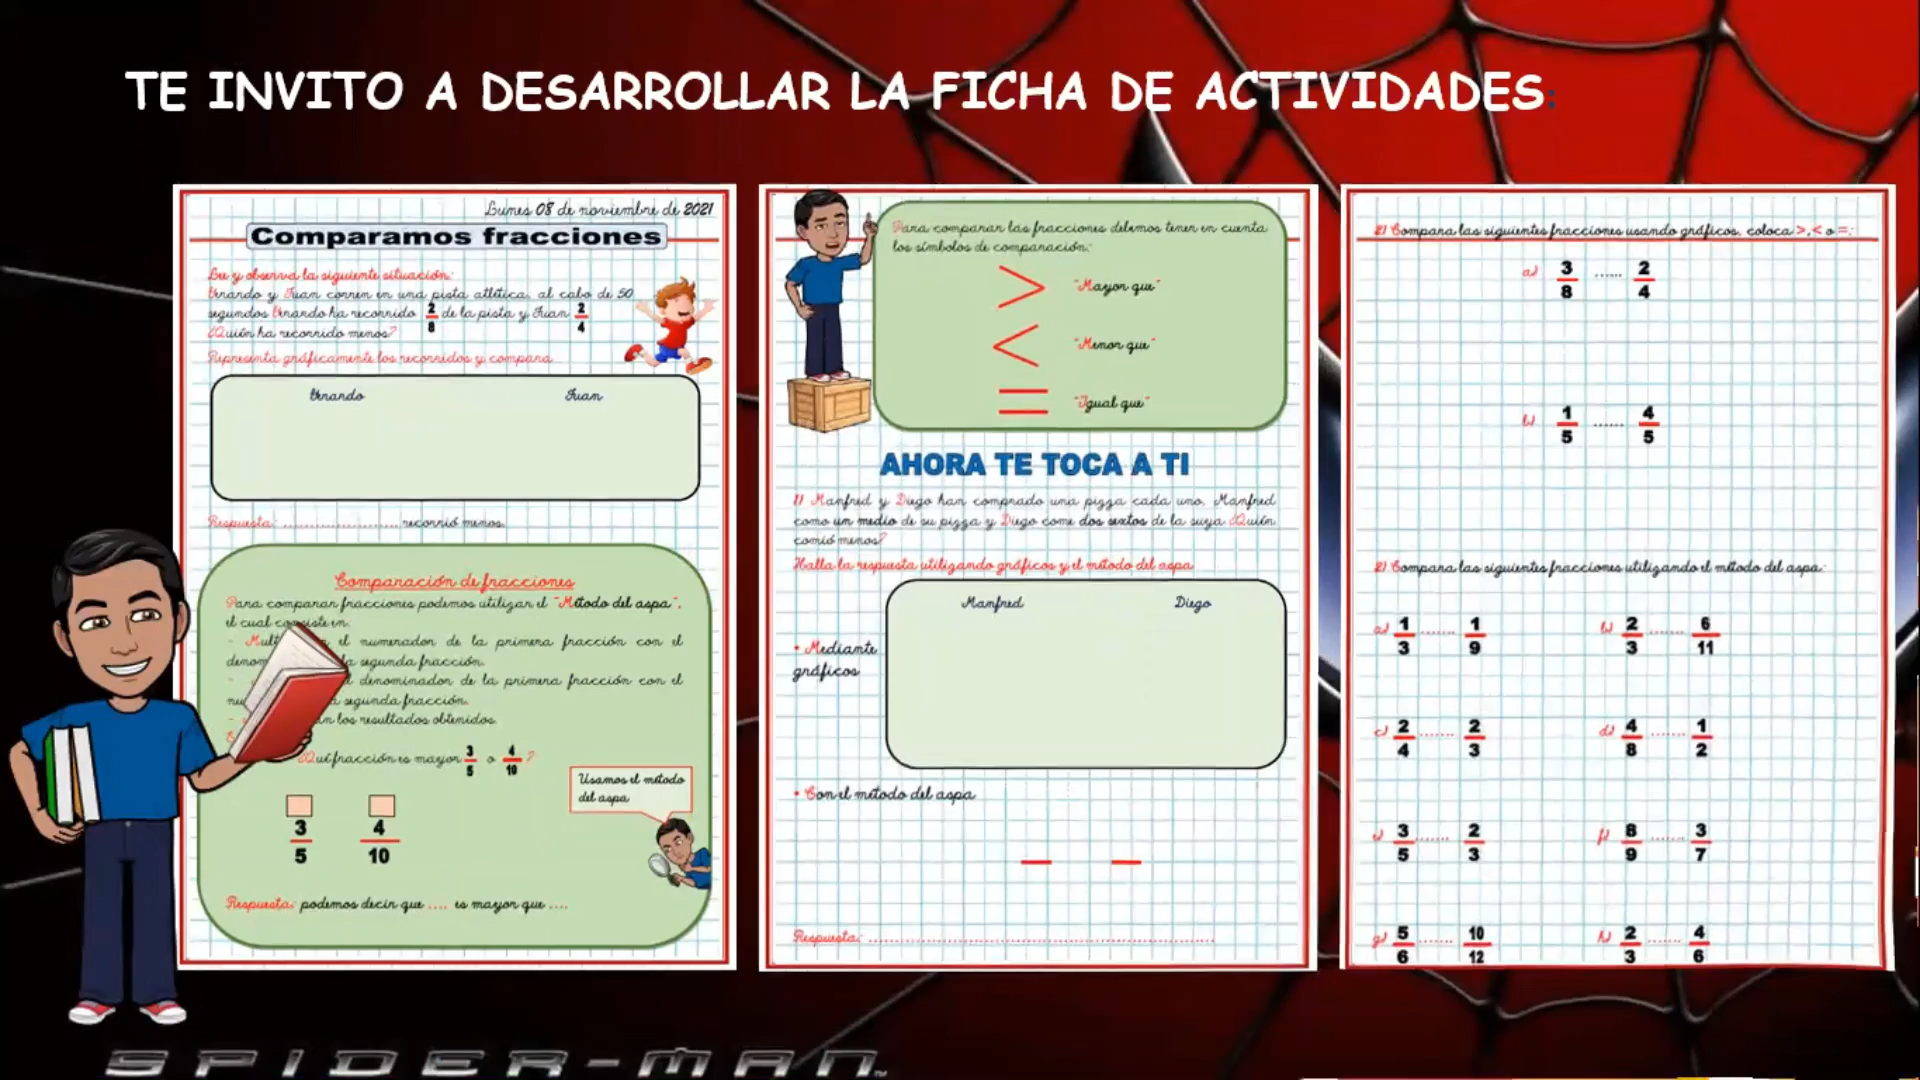 TE INVITO A DESARROLLAR LA FICHA DE ACTIVIDADES:
Lunes 08 de noviembre de 2021
Comparamos fracciones
Lee y observa la siguiente situación:
y Juan corren en una pista atlética, al cabo de 50
segundos ha recorrido 2/8 de la pista y Juan 2/4
¿Quién ha recorrido menos?
Representa gráficamente los recorridos y compara
Juan
Respuesta: ...................... recorrió menos.
Comparación de fracciones
Para comparar fracciones podemos utilizar el "Método del aspa",
el cual consiste en:
- Mult el numerador de la primera fracción con el
denom a segunda fracción.
- denominador de la primera fracción con el
nu a segunda fracción.
- an los resultados obtenidos.
¿Qué fracción es mayor 3/5 o 4/10?
Usamos el método
del aspa
3/5 4/10
Respuesta: podemos decir que .... es mayor que ....
Para comparar las fracciones debemos tener en cuenta
los símbolos de comparación:
> "Mayor que"
< "Menor que"
= "Igual que"
AHORA TE TOCA A TI
1) Manfred y Diego han comprado una pizza cada uno. Manfred
come un medio de su pizza y Diego come dos sextos de la suya ¿Quién
comió menos?
Halla la respuesta utilizando gráficos y el método del aspa
Manfred Diego
• Mediante
gráficos
• Con el método del aspa
Respuesta: ..................................................
2) Compara las siguientes fracciones usando gráficos, coloca >,< o =:
a) 3/8 ...... 2/4
b) 1/5 ...... 4/5
2) Compara las siguientes fracciones utilizando el método del aspa:
a) 1/3 ....... 1/9 b) 2/3 ....... 6/11
c) 2/4 ....... 2/3 d) 4/8 ....... 1/2
e) 3/5 ....... 2/3 f) 8/9 ....... 3/7
g) 5/6 ....... 10/12 h) 2/3 ....... 4/6
SPIDER-MAN